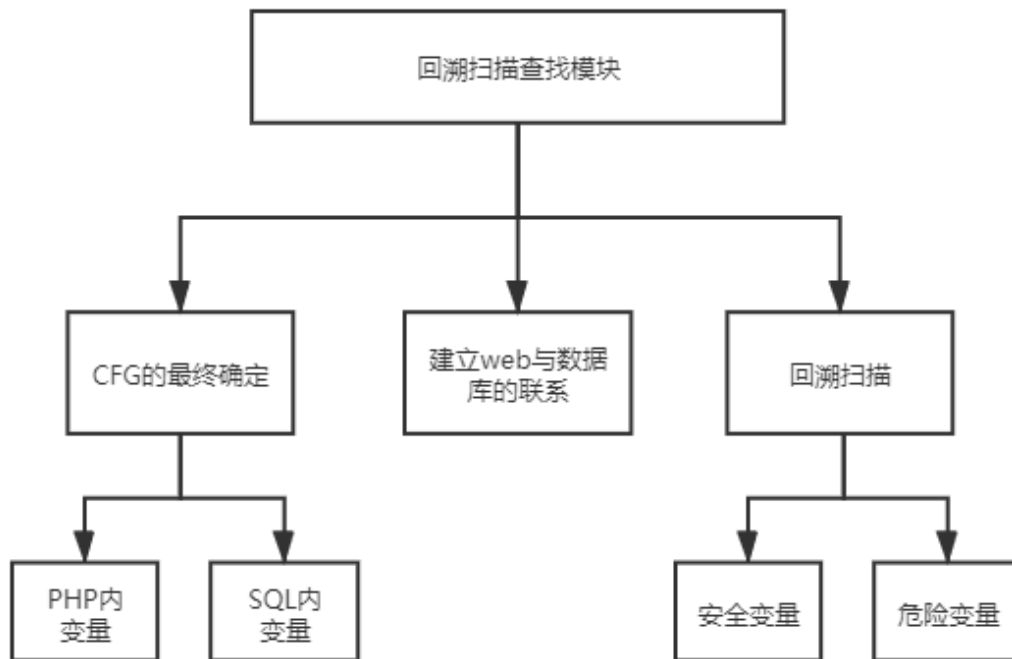 回溯扫描查找模块
CFG的最终确定
建立web与数据
库的联系
回溯扫描
PHP内
变量
SQL内
变量
安全变量
危险变量